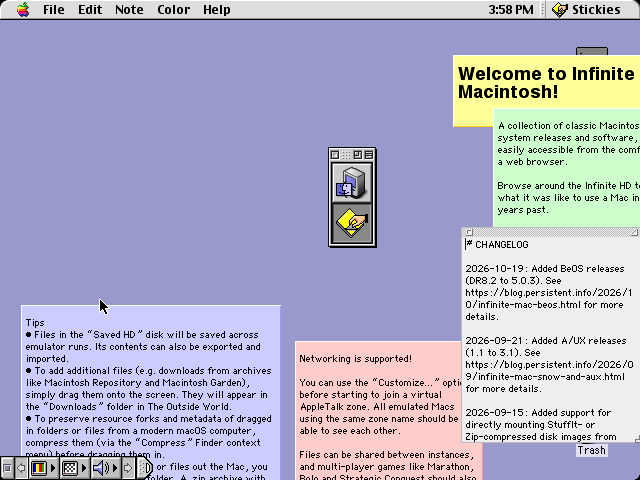 File Edit Note Color Help 3:58 PM Stickies
Welcome to Infinite
Macintosh!
A collection of classic Macintos
system releases and software,
easily accessible from the comf
a web browser.
Browse around the Infinite HD t
what it was like to use a Mac in
years past.
# CHANGELOG
2026-10-19: Added BeOS releases
(DR8.2 to 5.0.3). See
https://blog.persistent.info/2026/1
0/infinite-mac-beos.html for more
details.
2026-09-21: Added A/UX releases
(1.1 to 3.1). See
https://blog.persistent.info/2026/0
9/infinite-mac-snow-and-aux.html
for more details.
2026-09-15: Added support for
directly mounting StuffIt- or
Zip-compressed disk images from
Trash
Tips
● Files in the “Saved HD” disk will be saved across
emulator runs. Its contents can also be exported and
imported.
● To add additional files (e.g. downloads from archives
like Macintosh Repository and Macintosh Garden),
simply drag them onto the screen. They will appear
in the “Downloads” folder in The Outside World.
● To preserve resource forks and metadata of dragged
in folders or files from a modern macOS computer,
compress them (via the “Compress” Finder context
menu) before dragging them in.
or files out the Mac, you
folder. A .zip archive with
Networking is supported!
You can use the “Customize...” opti
before starting to join a virtual
AppleTalk zone. All emulated Macs
using the same zone name should be
able to see each other.
Files can be shared between instances,
and multi-player games like Marathon,
Bolo and Strategic Conquest should also